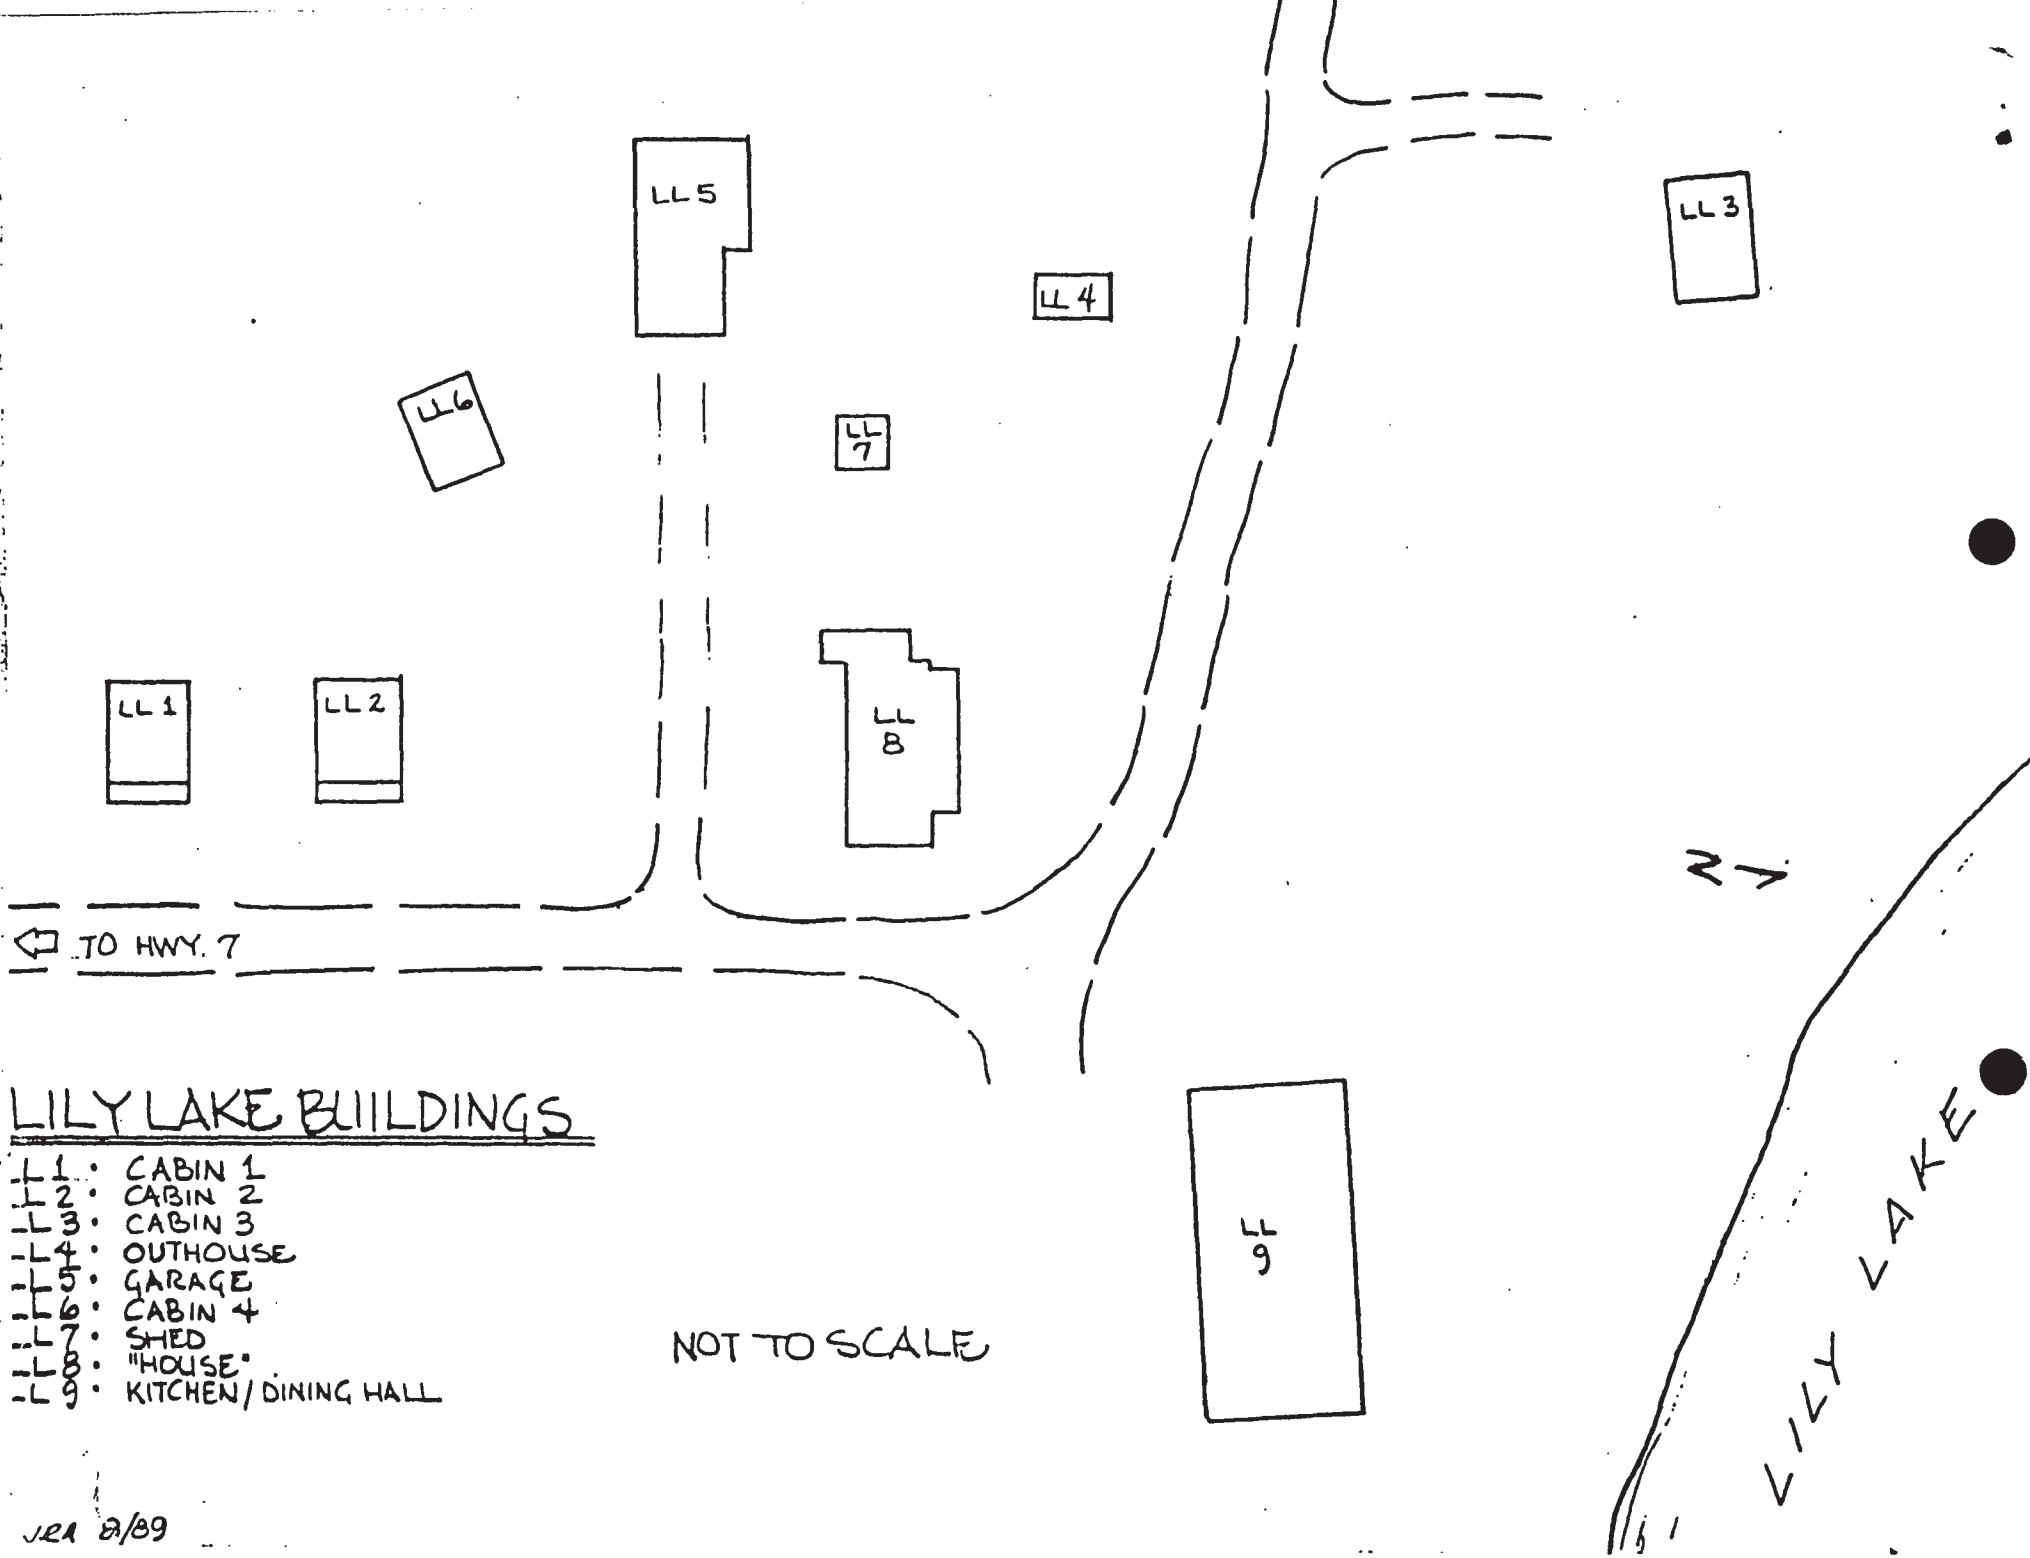 LL 5
LL 3
LL 4
LL 6
LL
7
LL 1
LL 2
LL
8
N
TO HWY. 7
LILY LAKE BUILDINGS
-L 1 • CABIN 1
-L 2 • CABIN 2
-L 3 • CABIN 3
-L 4 • OUTHOUSE
-L 5 • GARAGE
-L 6 • CABIN 4
-L 7 • SHED
-L 8 • "HOUSE"
-L 9 • KITCHEN/DINING HALL
LL
9
NOT TO SCALE
LILY LAKE
2/89